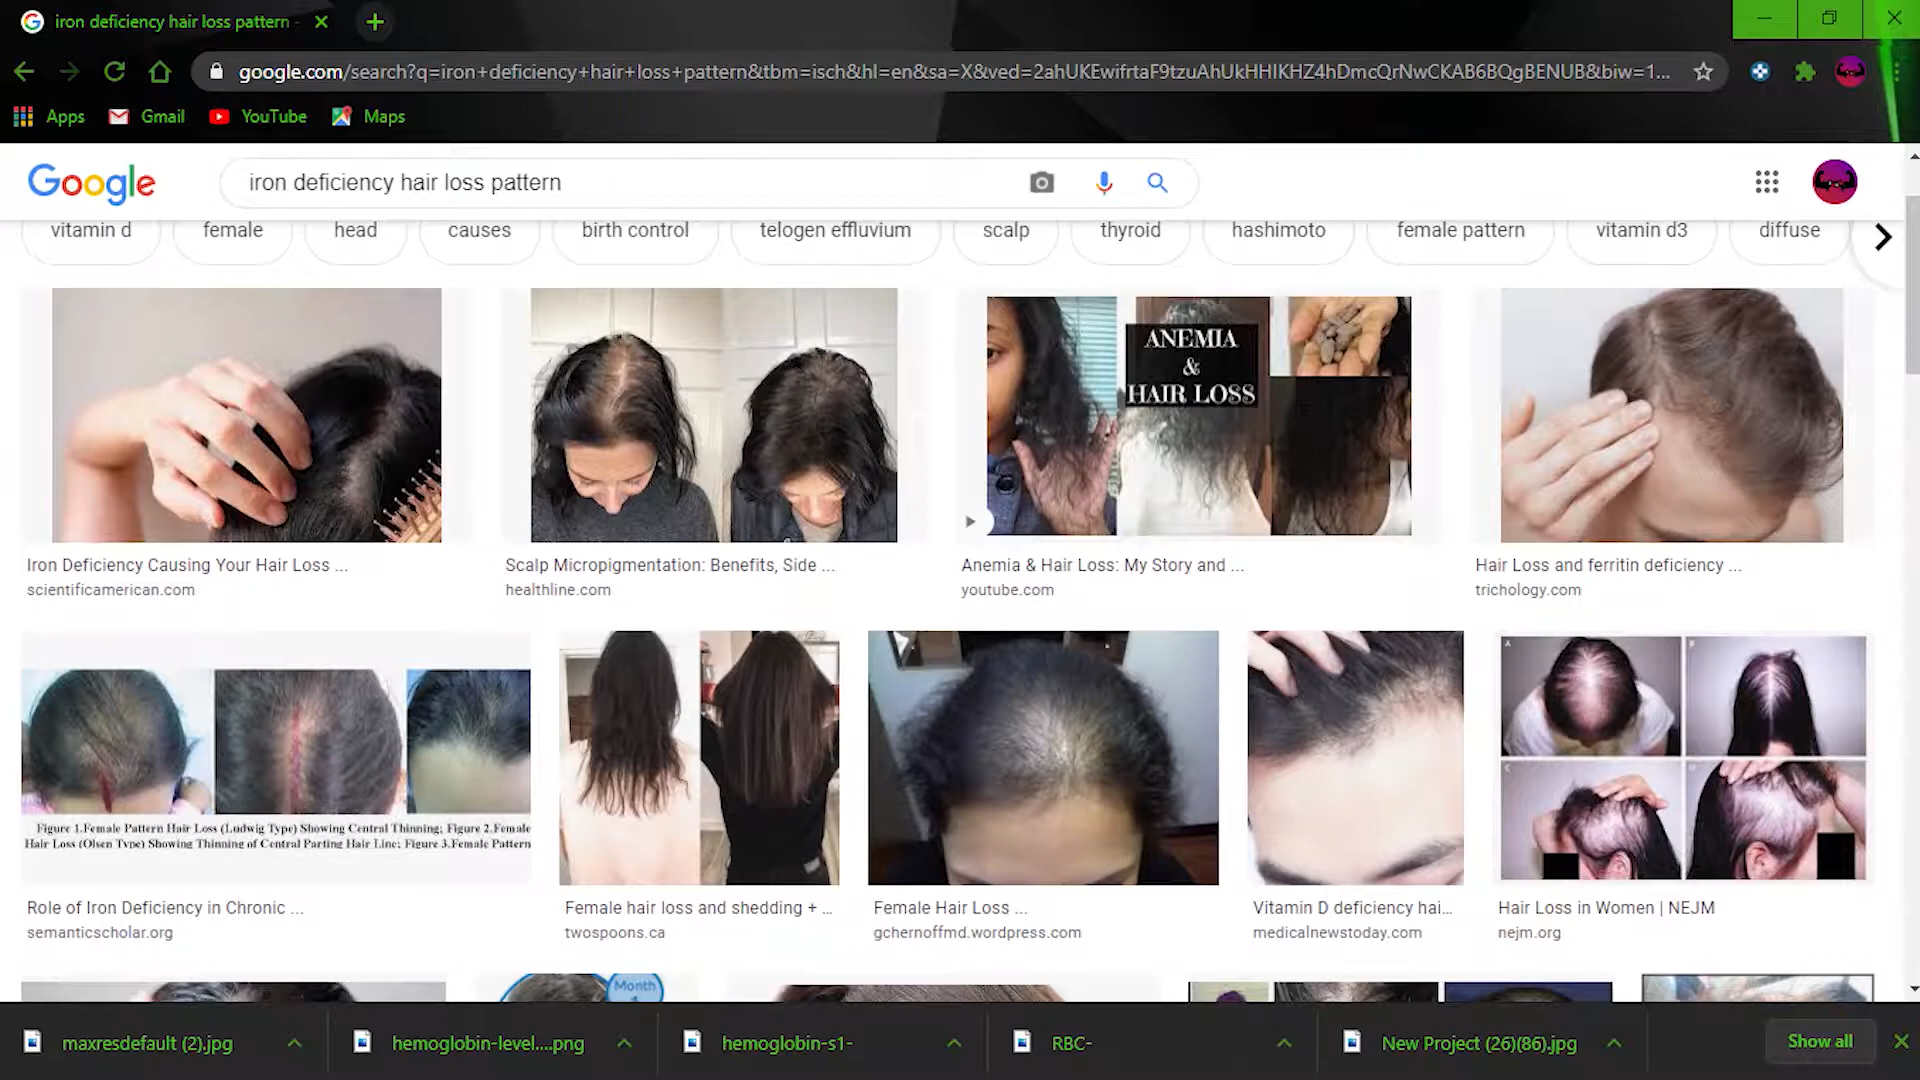 iron deficiency hair loss pattern -
google.com/search?q=iron+deficiency+hair+loss+pattern&tbm=isch&hl=en&sa=X&ved=2ahUKEwifrtaF9tzuAhUkHHIKHZ4hDmcQrNwCKAB6BQgBENUB&biw=1...
Apps Gmail YouTube Maps
Google iron deficiency hair loss pattern
vitamin d female head causes birth control telogen effluvium scalp thyroid hashimoto female pattern vitamin d3 diffuse
ANEMIA
&
HAIR LOSS
Iron Deficiency Causing Your Hair Loss ...
scientificamerican.com
Scalp Micropigmentation: Benefits, Side ...
healthline.com
Anemia & Hair Loss: My Story and ...
youtube.com
Hair Loss and ferritin deficiency ...
trichology.com
Figure 1.Female Pattern Hair Loss (Ludwig Type) Showing Central Thinning; Figure 2.Female
Hair Loss (Olsen Type) Showing Thinning of Central Parting Hair Line; Figure 3.Female Pattern
A B
C
Role of Iron Deficiency in Chronic ...
semanticscholar.org
Female hair loss and shedding + ...
twospoons.ca
Female Hair Loss ...
gchernoffmd.wordpress.com
Vitamin D deficiency hai...
medicalnewstoday.com
Hair Loss in Women | NEJM
nejm.org
Month
maxresdefault (2).jpg hemoglobin-level....png hemoglobin-s1- RBC- New Project (26)(86).jpg Show all